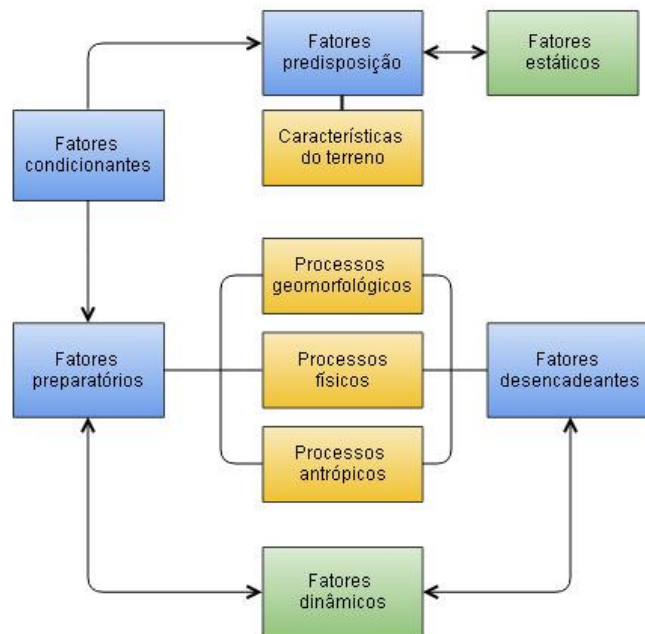 Fatores
predisposição
Fatores
estáticos
Fatores
condicionantes
Características
do terreno
Processos
geomorfológicos
Fatores
preparatórios
Processos
físicos
Fatores
desencadeantes
Processos
antrópicos
Fatores
dinâmicos